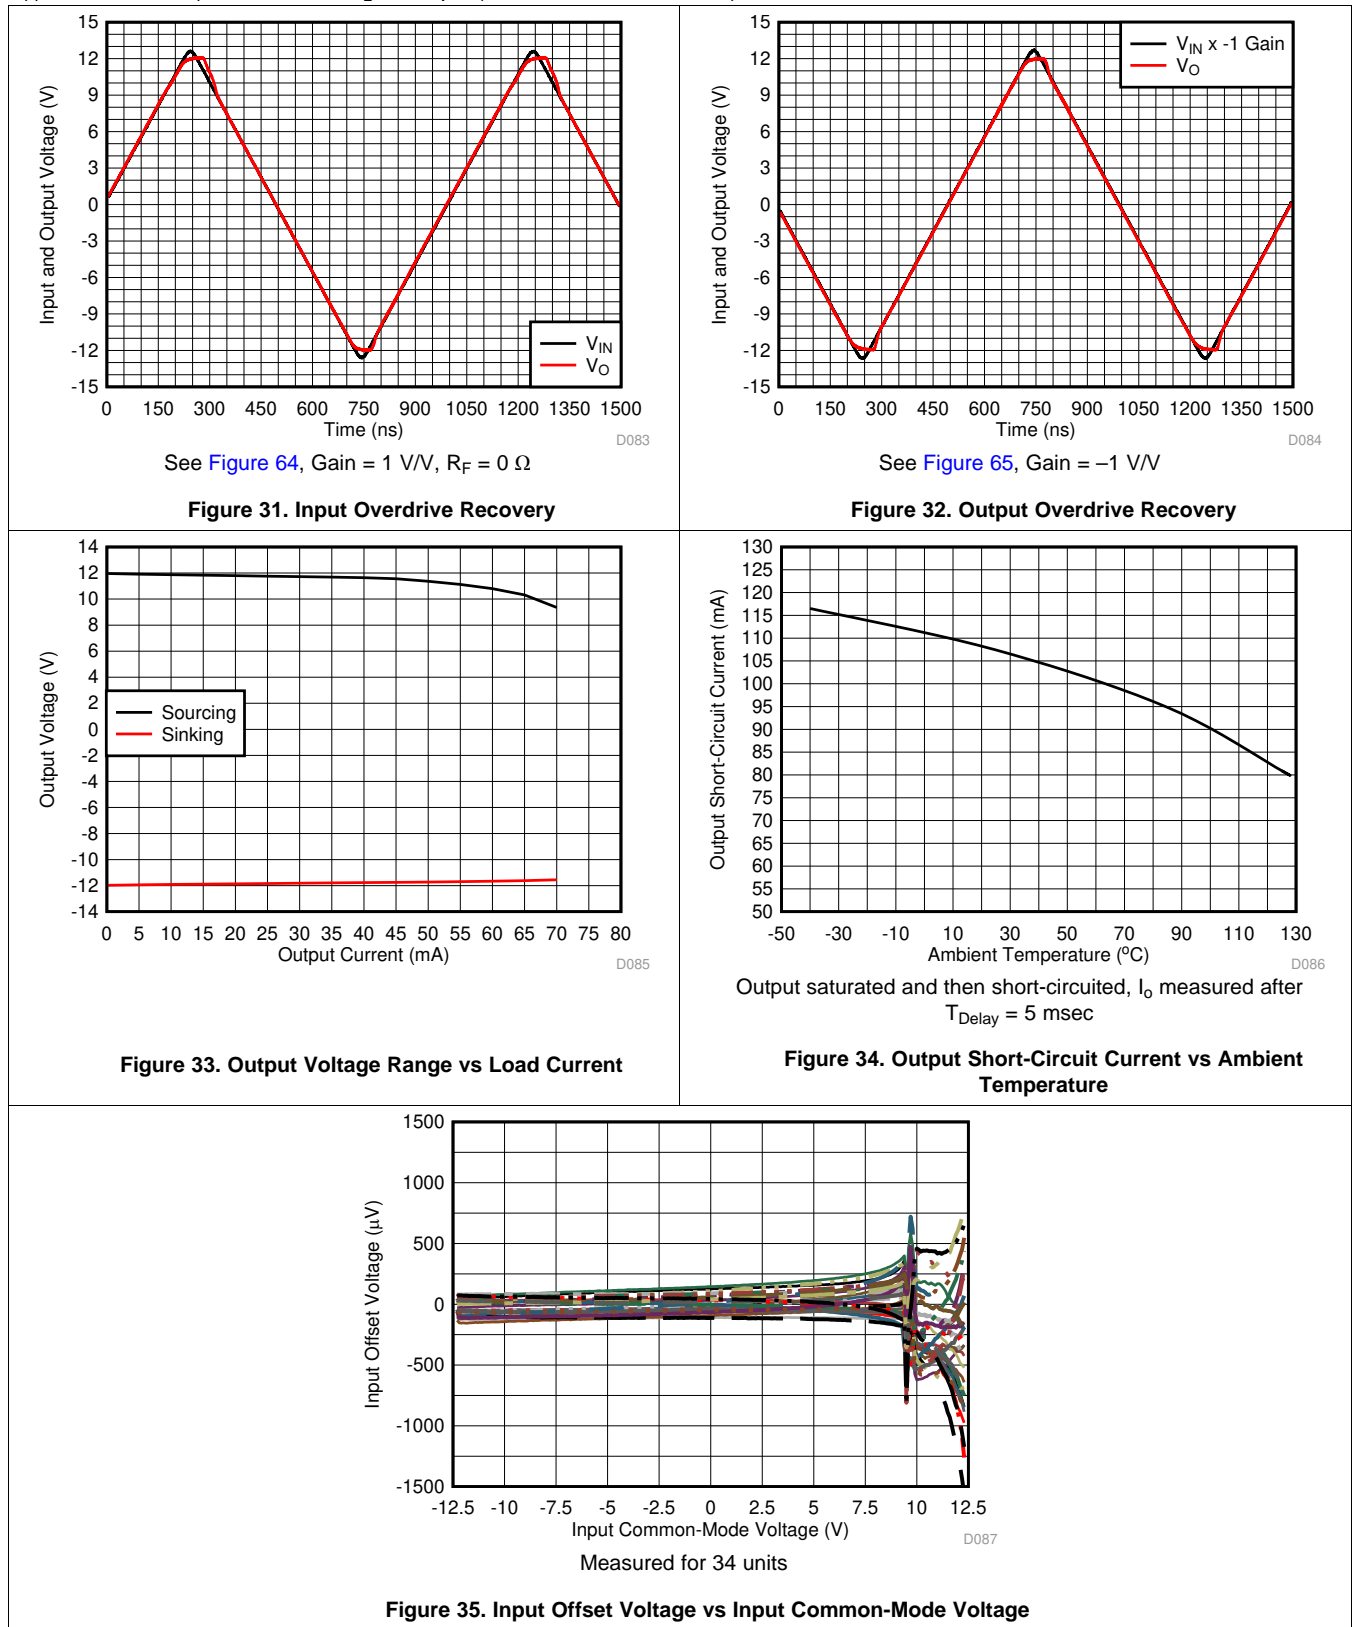 15
12
9
6
3
0
-3
-6
-9
-12
-15
Input and Output Voltage (V)
V_IN
V_O
0 150 300 450 600 750 900 1050 1200 1350 1500
Time (ns)
D083
See Figure 64, Gain = 1 V/V, R_F = 0 Ω
Figure 31. Input Overdrive Recovery
15
12
9
6
3
0
-3
-6
-9
-12
-15
Input and Output Voltage (V)
V_IN x -1 Gain
V_O
0 150 300 450 600 750 900 1050 1200 1350 1500
Time (ns)
D084
See Figure 65, Gain = –1 V/V
Figure 32. Output Overdrive Recovery
14
12
10
8
6
4
2
0
-2
-4
-6
-8
-10
-12
-14
Output Voltage (V)
Sourcing
Sinking
0 5 10 15 20 25 30 35 40 45 50 55 60 65 70 75 80
Output Current (mA)
D085
Figure 33. Output Voltage Range vs Load Current
130
125
120
115
110
105
100
95
90
85
80
75
70
65
60
55
50
Output Short-Circuit Current (mA)
-50 -30 -10 10 30 50 70 90 110 130
Ambient Temperature (°C)
D086
Output saturated and then short-circuited, I_o measured after
T_Delay = 5 msec
Figure 34. Output Short-Circuit Current vs Ambient
Temperature
1500
1000
500
0
-500
-1000
-1500
Input Offset Voltage (µV)
-12.5 -10 -7.5 -5 -2.5 0 2.5 5 7.5 10 12.5
Input Common-Mode Voltage (V)
D087
Measured for 34 units
Figure 35. Input Offset Voltage vs Input Common-Mode Voltage